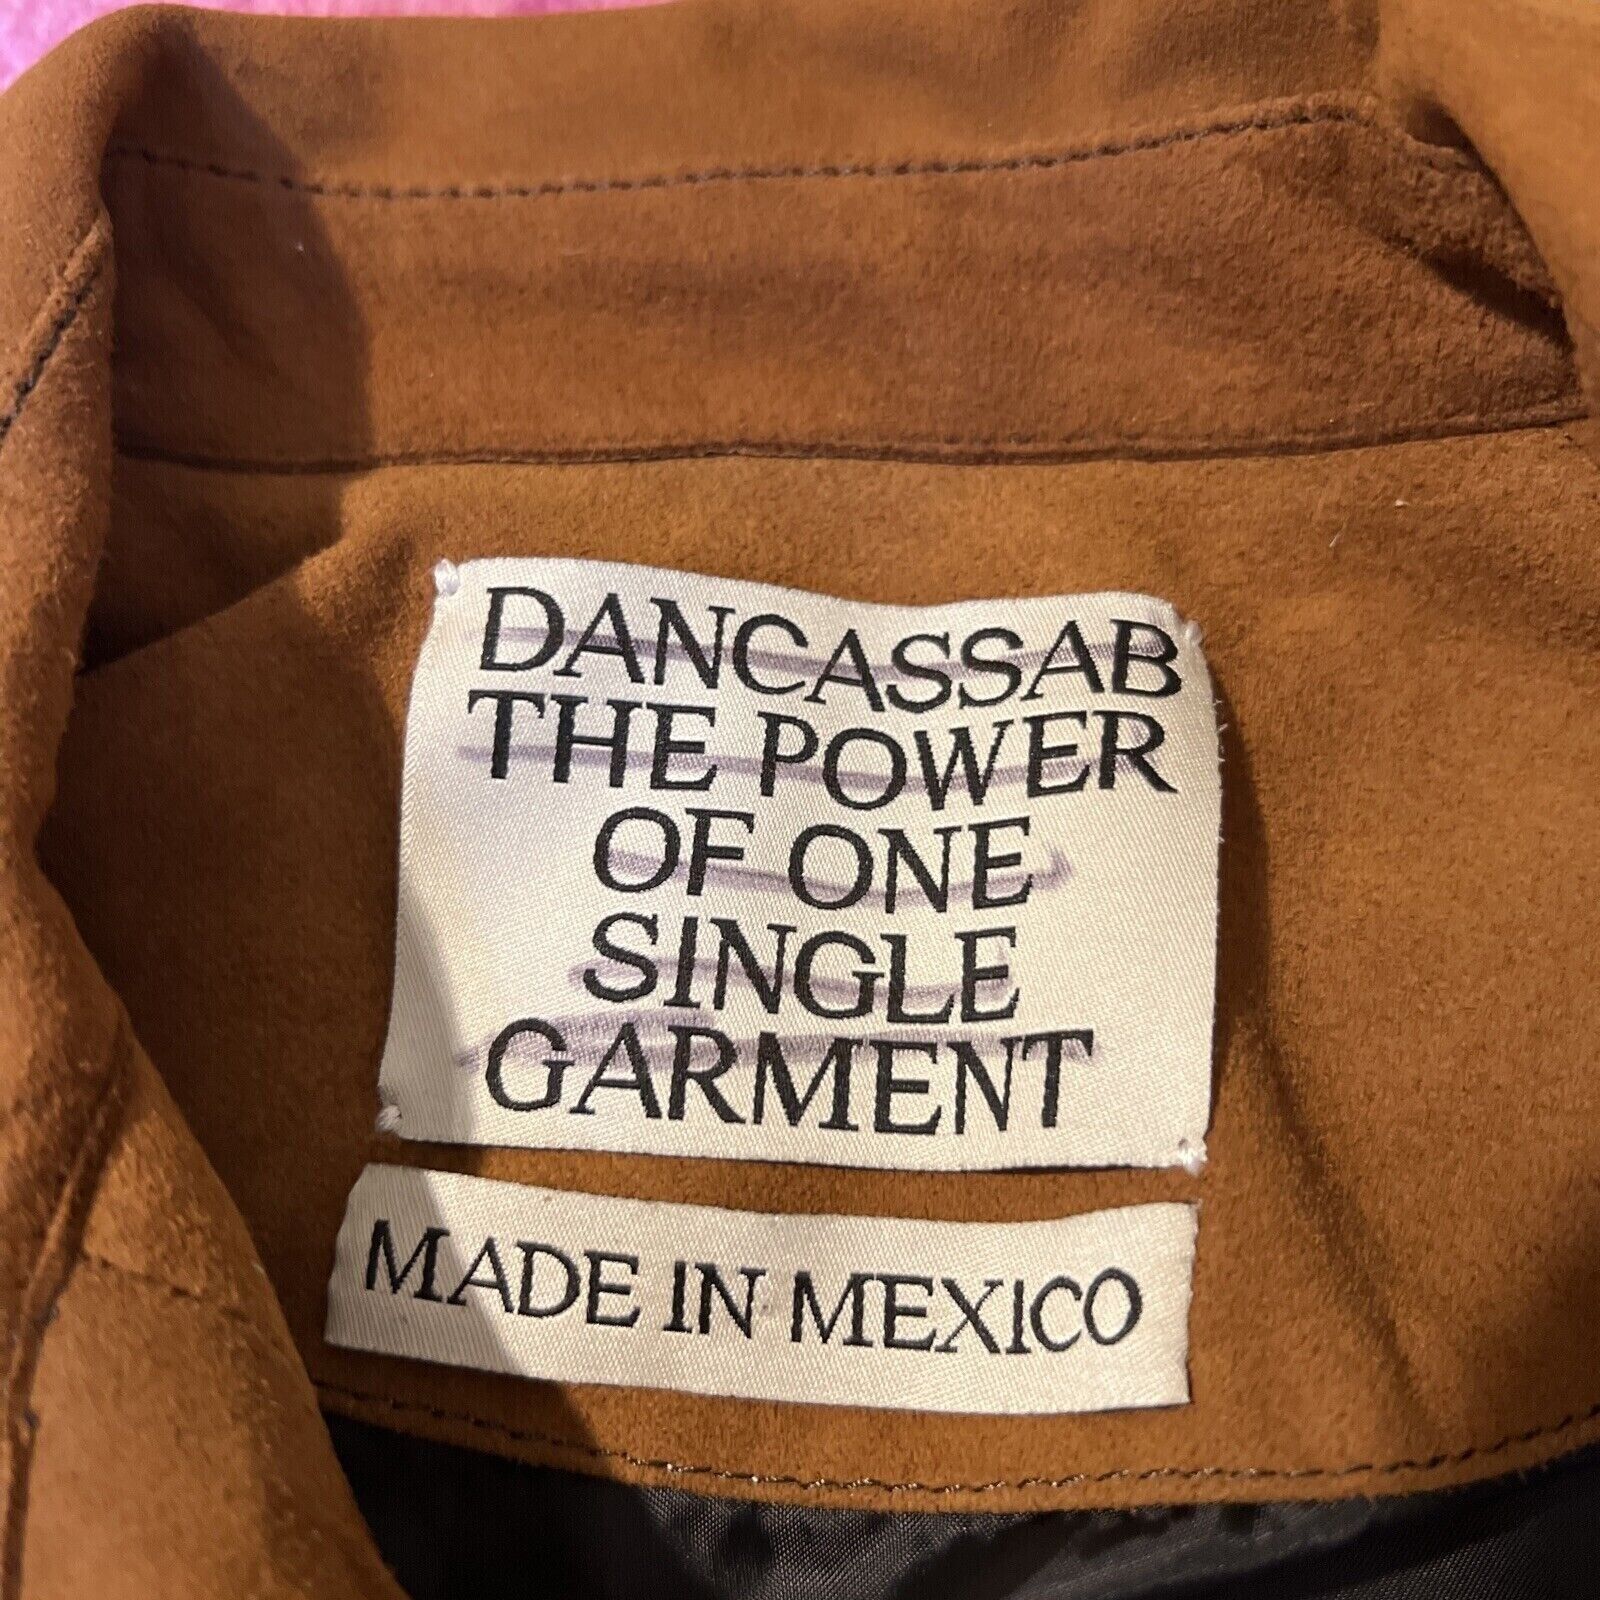 DANCASSAB
THE POWER
OF ONE
SINGLE
GARMENT
MADE IN MEXICO